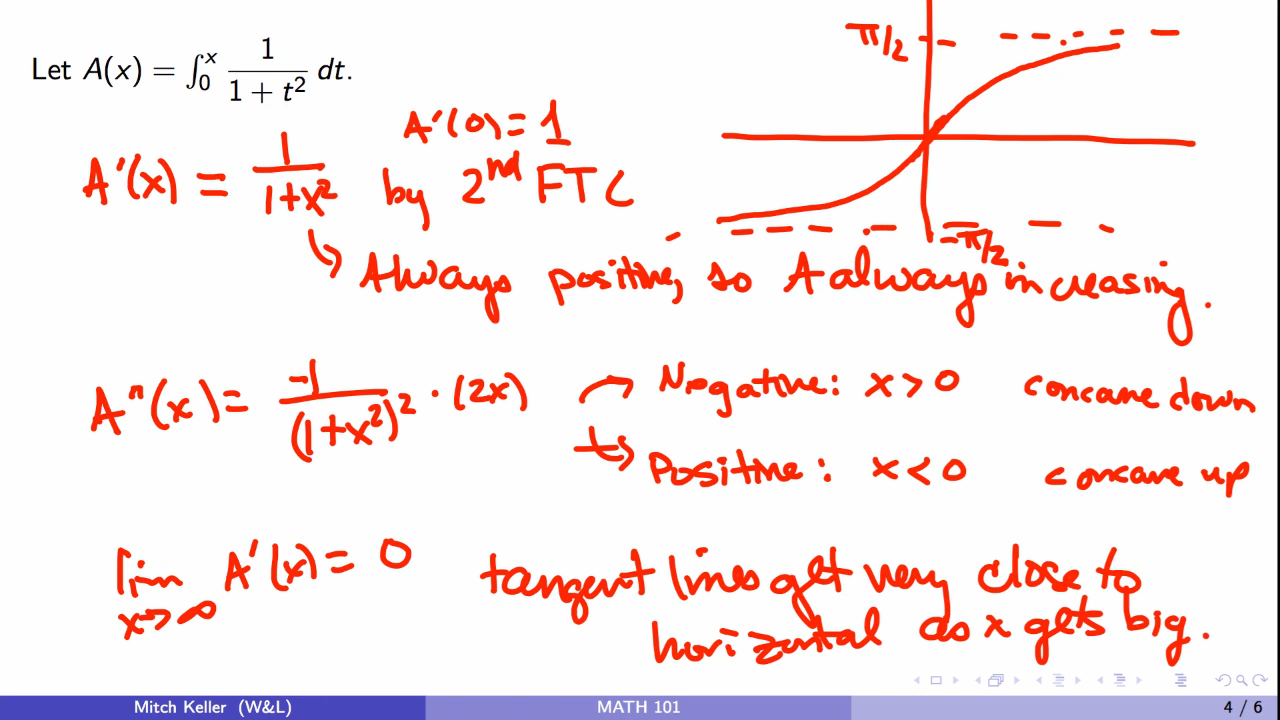 Let A(x) = ∫₀ˣ 1/(1 + t²) dt.
π/2
A'(0) = 1
A'(x) = 1/(1+x²) by 2nd FTC
-π/2
Always positive, so A always increasing.
A"(x) = -1/(1+x²)² · (2x)
Negative: x > 0 concave down
Positive: x < 0 concave up
lim x→∞ A'(x) = 0 tangent lines get very close to
horizontal as x gets big.
Mitch Keller (W&L) MATH 101 4 / 6